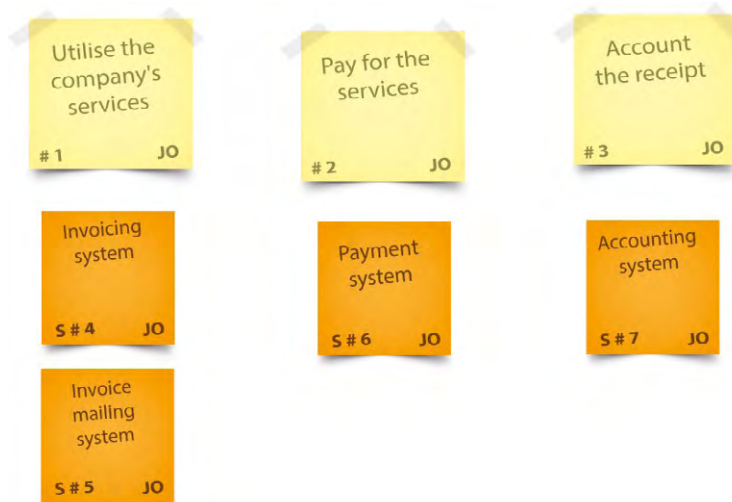 Utilise the
company's
services
# 1 JO
Pay for the
services
# 2 JO
Account
the receipt
# 3 JO
Invoicing
system
S # 4 JO
Payment
system
S # 6 JO
Accounting
system
S # 7 JO
Invoice
mailing
system
S # 5 JO